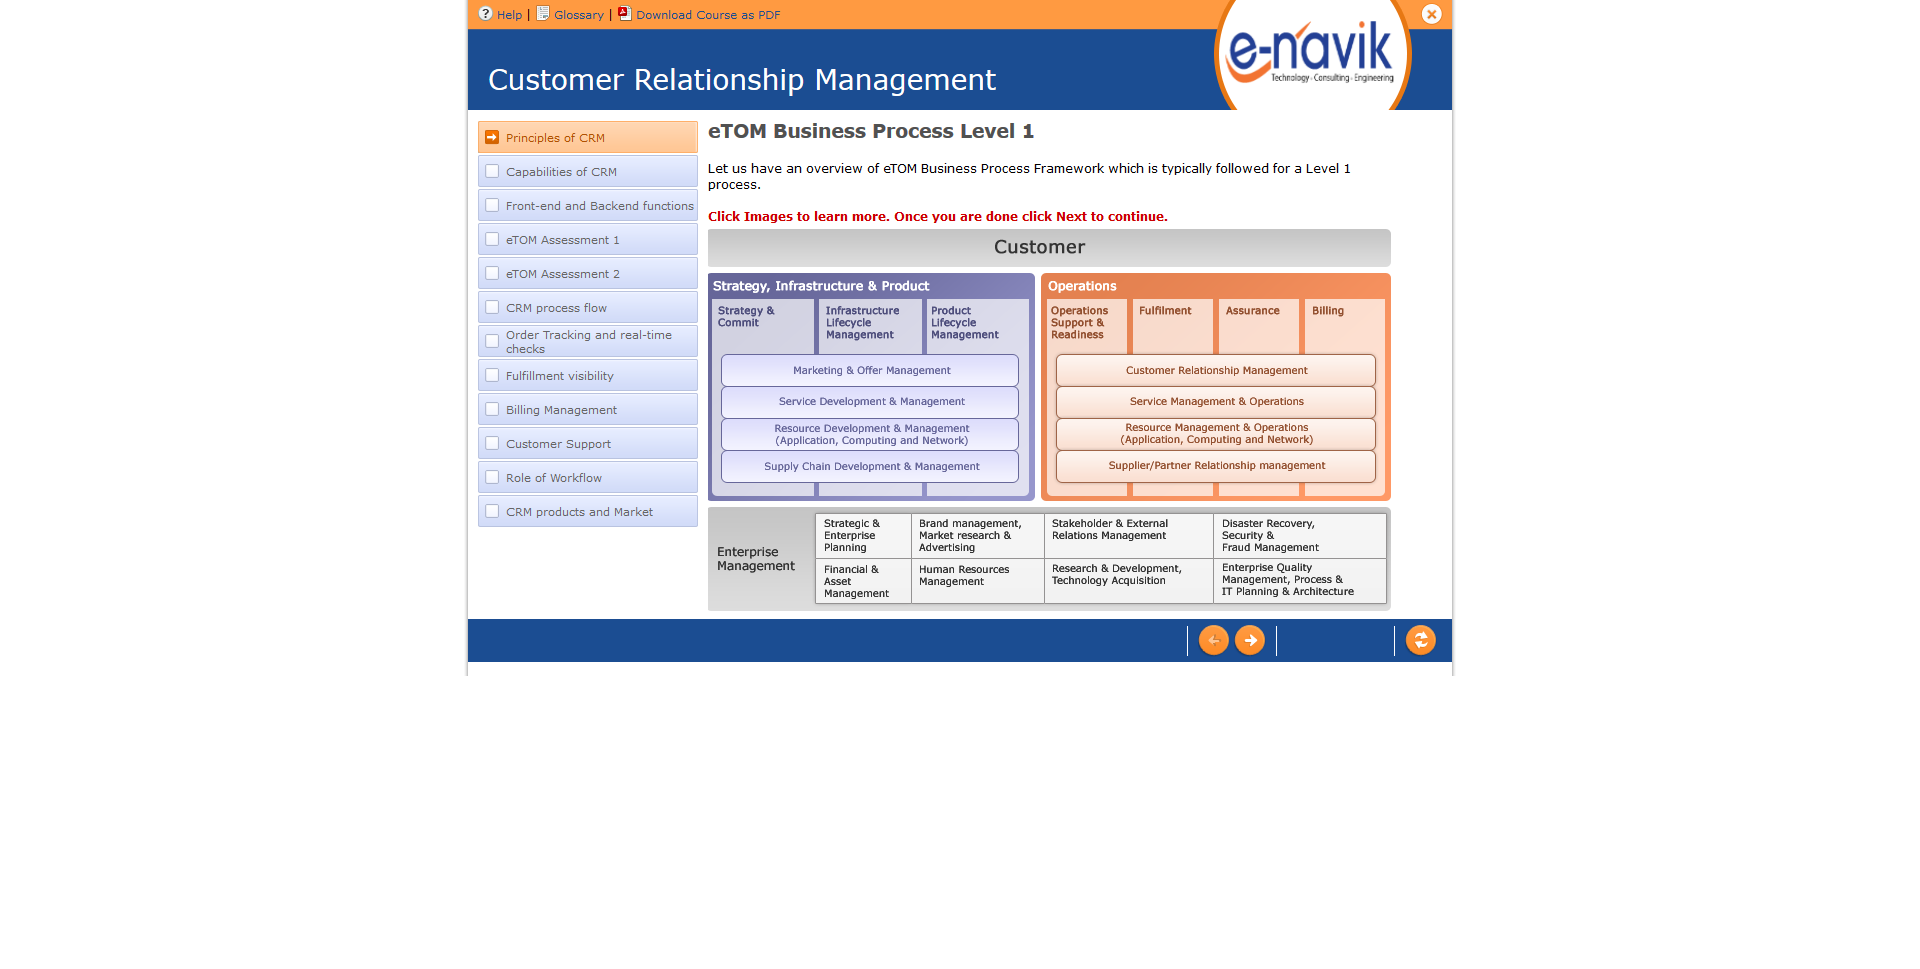 Help | Glossary | Download Course as PDF
e-navik
Technology - Consulting - Engineering
Customer Relationship Management
Principles of CRM
Capabilities of CRM
Front-end and Backend functions
eTOM Assessment 1
eTOM Assessment 2
CRM process flow
Order Tracking and real-time
checks
Fulfillment visibility
Billing Management
Customer Support
Role of Workflow
CRM products and Market
eTOM Business Process Level 1
Let us have an overview of eTOM Business Process Framework which is typically followed for a Level 1
process.
Click Images to learn more. Once you are done click Next to continue.
Customer
Strategy, Infrastructure & Product
Strategy &
Commit
Infrastructure
Lifecycle
Management
Product
Lifecycle
Management
Marketing & Offer Management
Service Development & Management
Resource Development & Management
(Application, Computing and Network)
Supply Chain Development & Management
Operations
Operations
Support &
Readiness
Fulfilment
Assurance
Billing
Customer Relationship Management
Service Management & Operations
Resource Management & Operations
(Application, Computing and Network)
Supplier/Partner Relationship management
Enterprise
Management
Strategic &
Enterprise
Planning
Brand management,
Market research &
Advertising
Stakeholder & External
Relations Management
Disaster Recovery,
Security &
Fraud Management
Financial &
Asset
Management
Human Resources
Management
Research & Development,
Technology Acquisition
Enterprise Quality
Management, Process &
IT Planning & Architecture